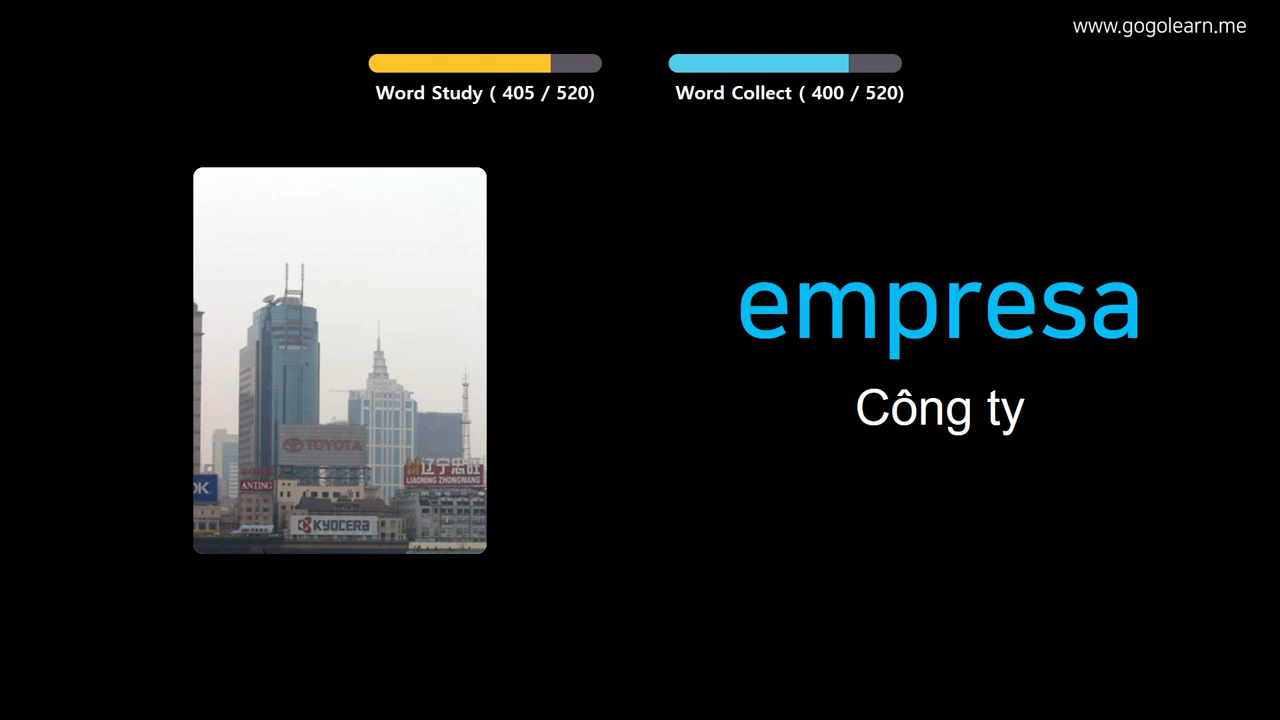 www.gogolearn.me
Word Study ( 405 / 520)
Word Collect ( 400 / 520)
empresa
Công ty
TOYOTA
辽宁忠旺
LIAONING ZHONGWANG
OK
ANTING
KYOCERA